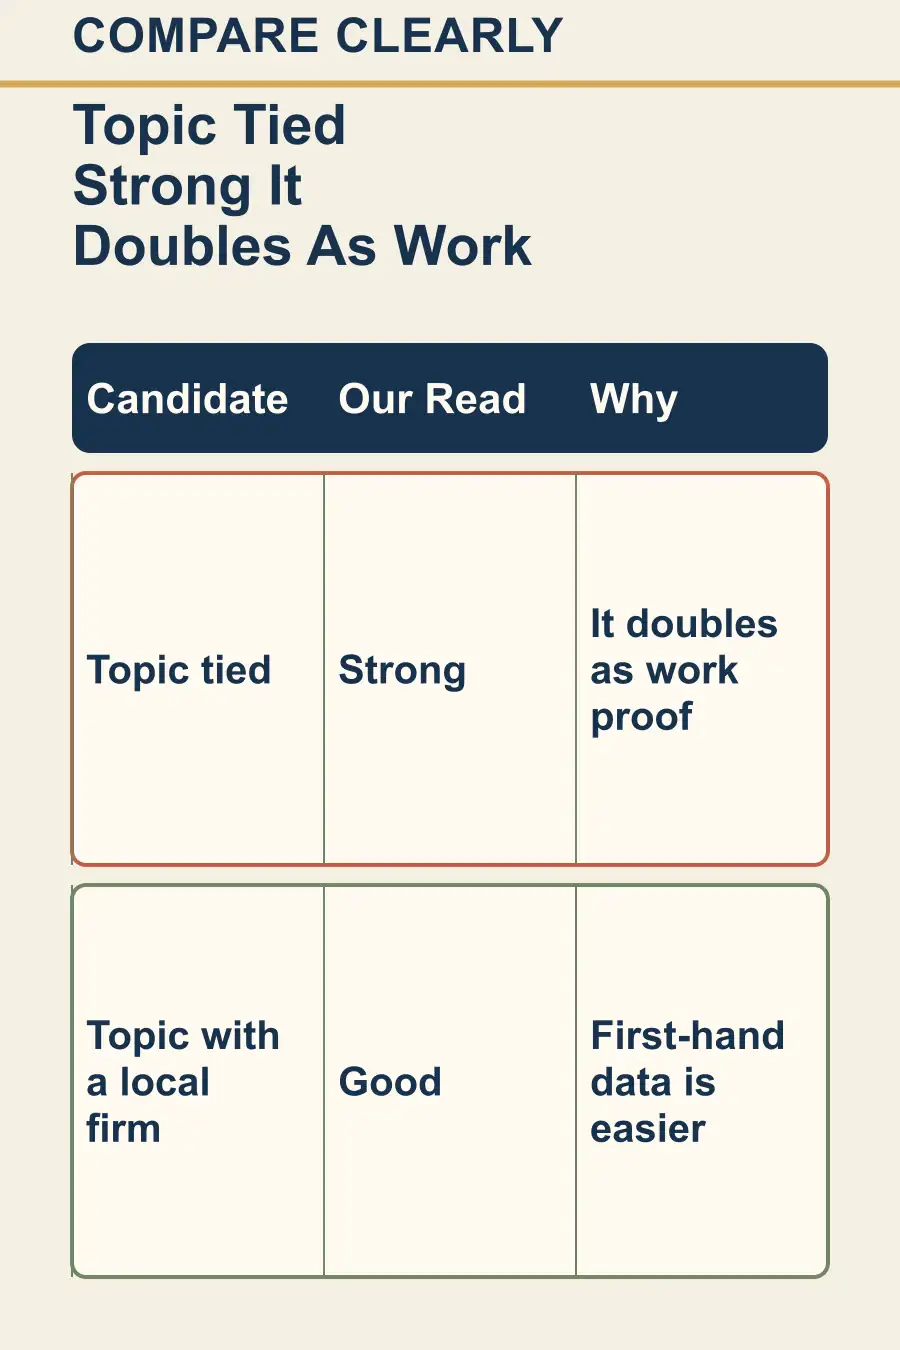 COMPARE CLEARLY
Topic Tied
Strong It
Doubles As Work
Candidate Our Read Why
Topic tied
Strong
It doubles
as work
proof
Topic with
a local
firm
Good
First-hand
data is
easier